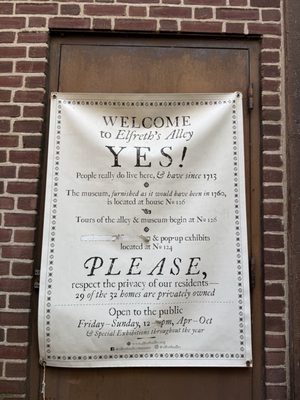 WELCOME
to Elfreth's Alley
YES!
People really do live here, & have since 1713
The museum, furnished as it would have been in 1760,
is located at house No 126
Tours of the alley & museum begin at No 126
& pop-up exhibits
located at No 124
PLEASE,
respect the privacy of our residents—
29 of the 32 homes are privately owned
Open to the public
Friday–Sunday, 12 pm, Apr–Oct
& Special Exhibitions throughout the year